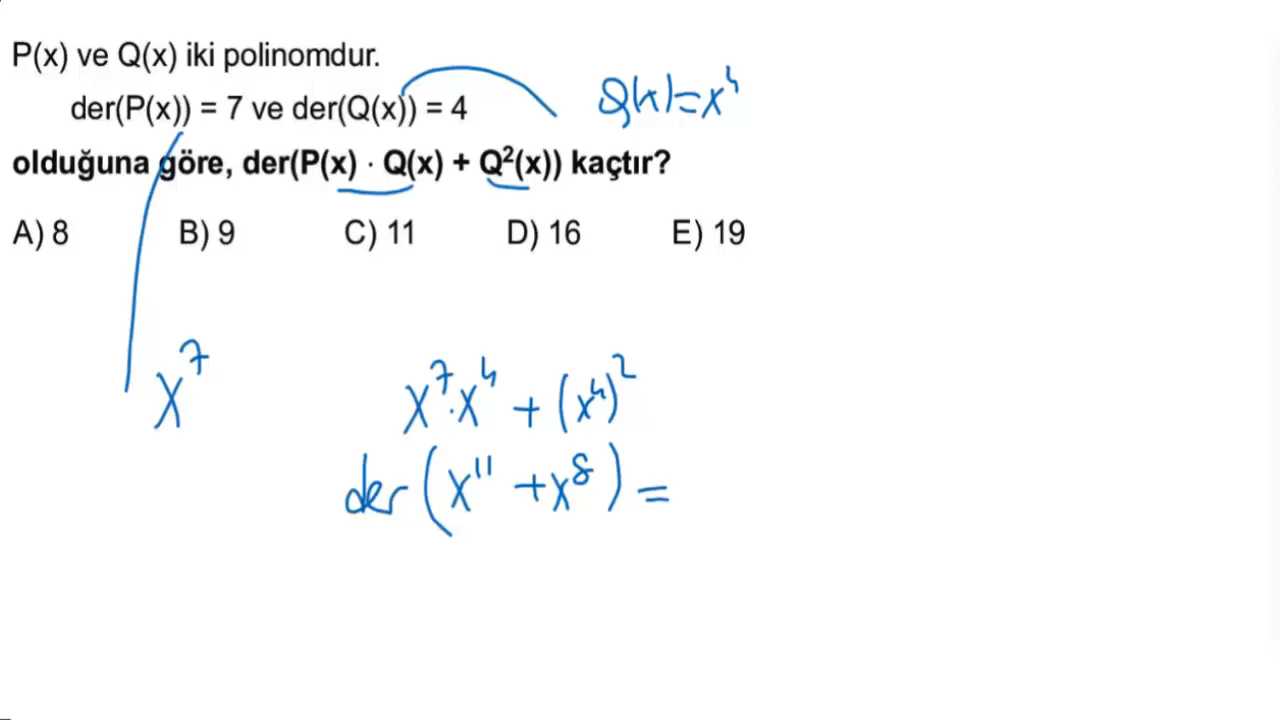 P(x) ve Q(x) iki polinomdur.
der(P(x)) = 7 ve der(Q(x)) = 4
Q(x)=x⁴
olduğuna göre, der(P(x) · Q(x) + Q²(x)) kaçtır?
A) 8 B) 9 C) 11 D) 16 E) 19
x⁷
x⁷·x⁴ + (x⁴)²
der(x¹¹ + x⁸) =